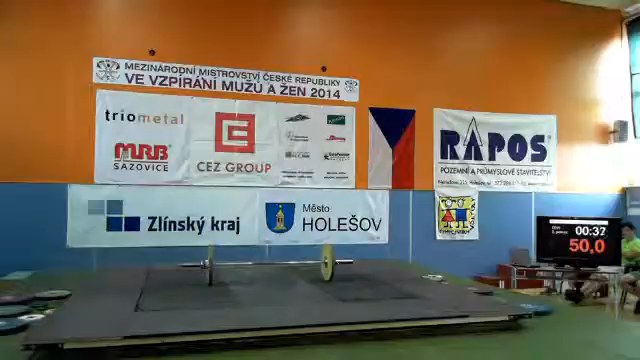 MEZINÁRODNÍ MISTROVSTVÍ ČESKÉ REPUBLIKY
VE VZPÍRÁNÍ MUŽŮ A ŽEN 2014
triometal
MRB
SAZOVICE
CEZ GROUP
RAPOS
POZEMNÍ A PRŮMYSLOVÉ STAVITELSTVÍ
Zlínský kraj
Město
HOLEŠOV
00:37
50,0